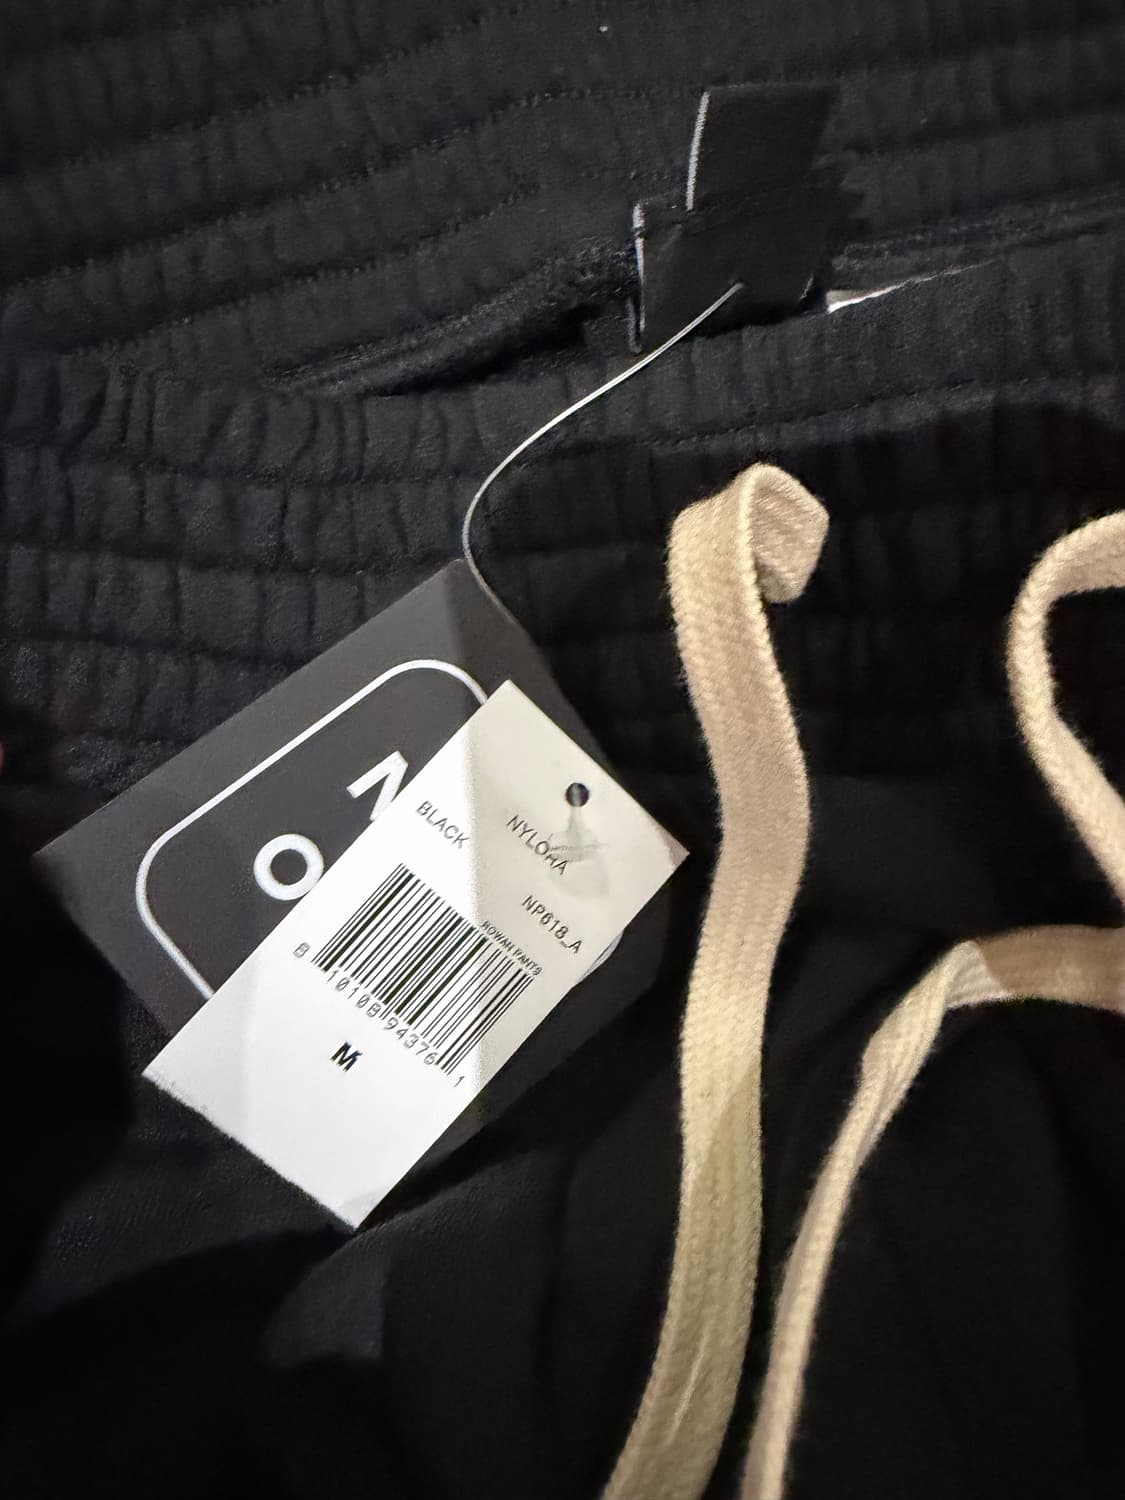 NYLORA
NP618_A
BLACK
ROWAN PANTS
8 10108 94376 1
M
N
O